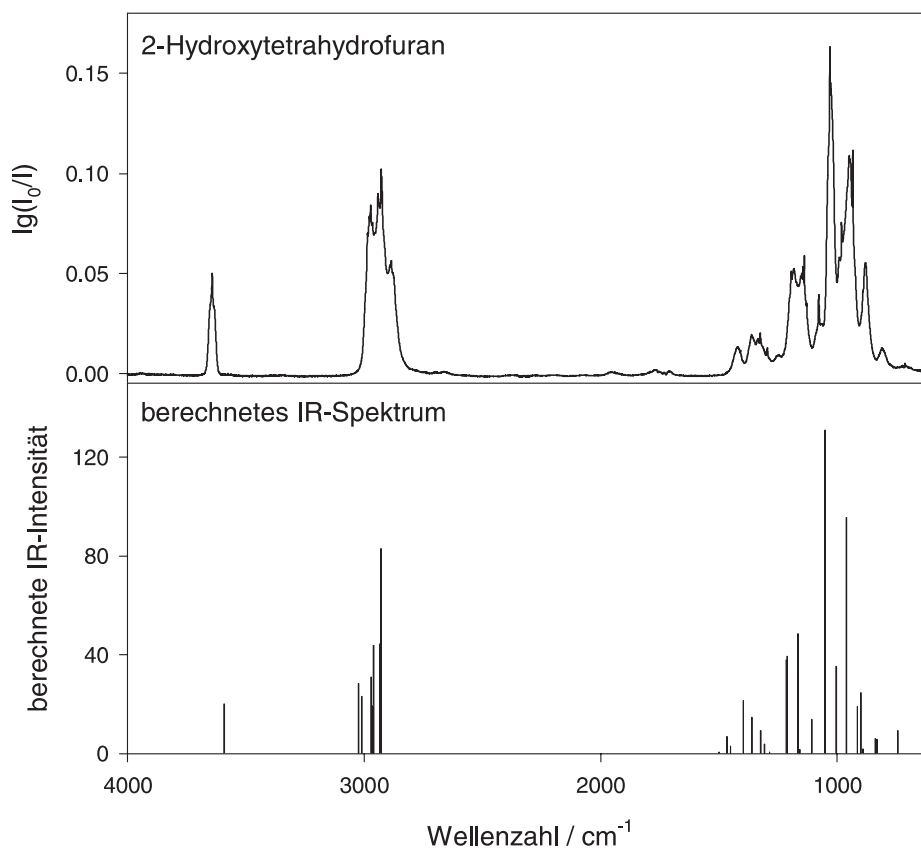 2-Hydroxytetrahydrofuran
0.15
0.10
0.05
0.00
lg(I₀/I)
berechnetes IR-Spektrum
120
80
40
0
berechnete IR-Intensität
4000 3000 2000 1000
Wellenzahl / cm⁻¹